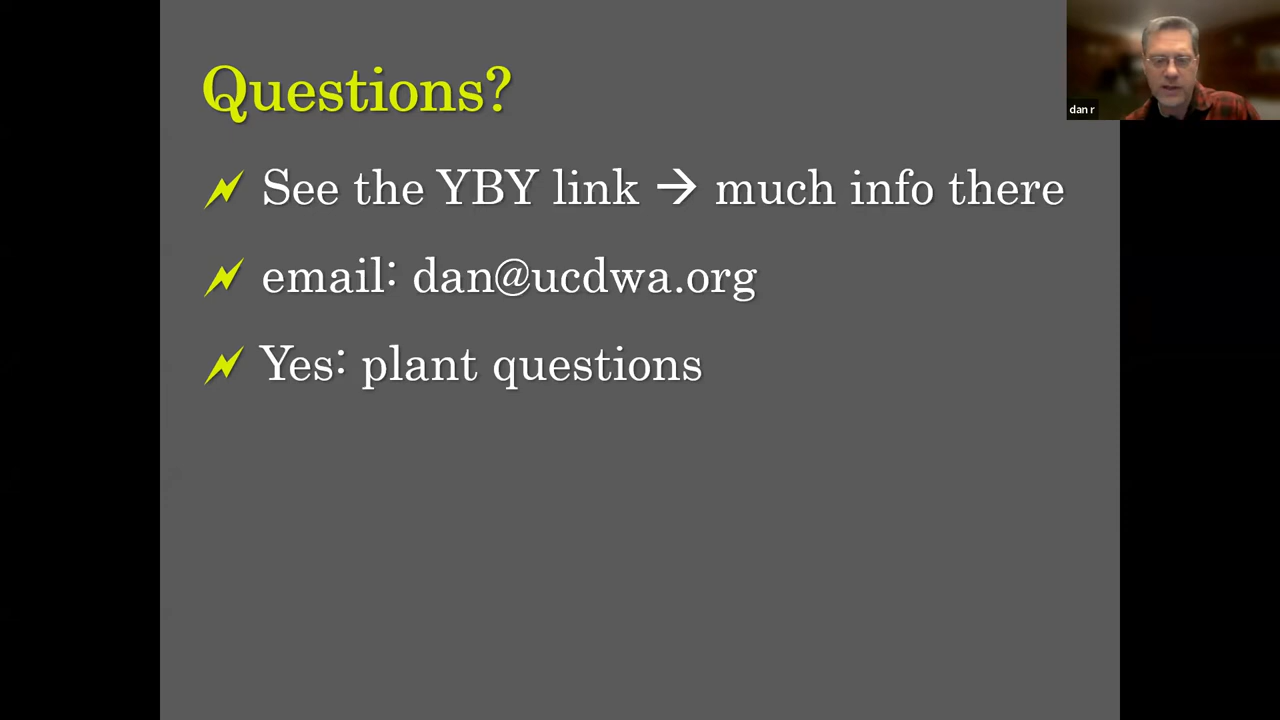 Questions?
See the YBY link → much info there
email: dan@ucdwa.org
Yes: plant questions
dan r